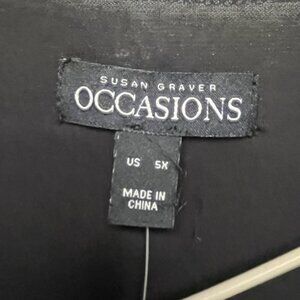 SUSAN GRAVER
OCCASIONS
US 5X
MADE IN
CHINA